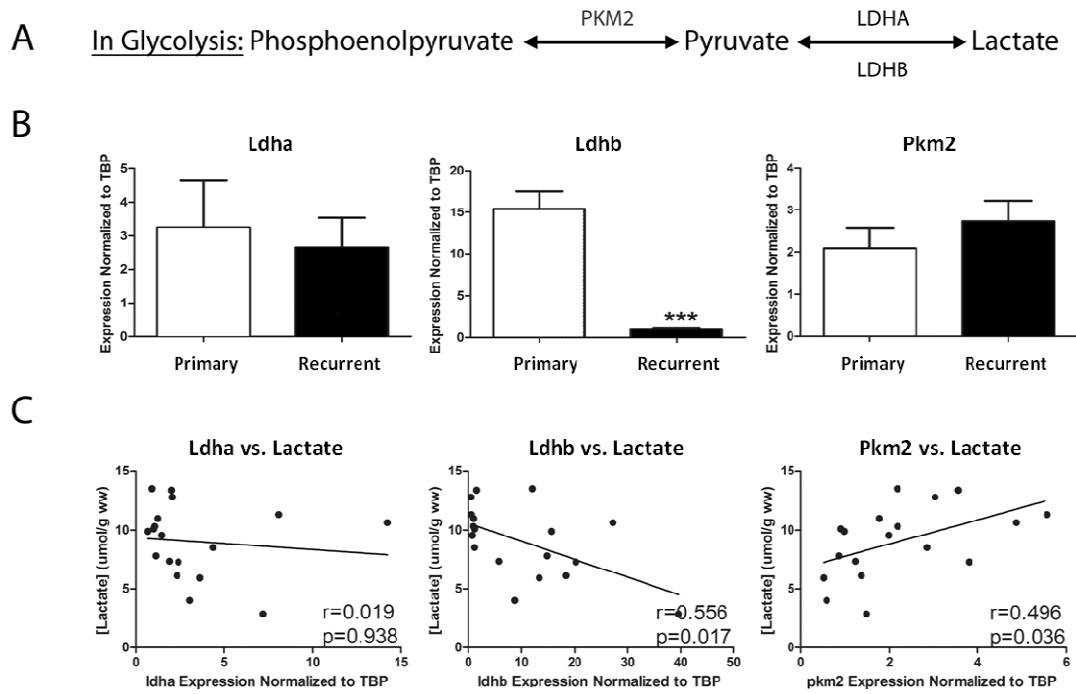 A
In Glycolysis: Phosphoenolpyruvate PKM2 Pyruvate LDHA LDHB Lactate
B
Ldha
Expression Normalized to TBP
5
4
3
2
1
0
Primary Recurrent
Ldhb
Expression Normalized to TBP
20
15
10
5
0
***
Primary Recurrent
Pkm2
Expression Normalized to TBP
4
3
2
1
0
Primary Recurrent
C
Ldha vs. Lactate
[Lactate] (umol/g ww)
15
10
5
0
r=0.019
p=0.938
0 5 10 15
ldha Expression Normalized to TBP
Ldhb vs. Lactate
[Lactate] (umol/g ww)
15
10
5
0
r=0.556
p=0.017
0 10 20 30 40 50
ldhb Expression Normalized to TBP
Pkm2 vs. Lactate
[Lactate] (umol/g ww)
15
10
5
0
r=0.496
p=0.036
0 2 4 6
pkm2 Expression Normalized to TBP